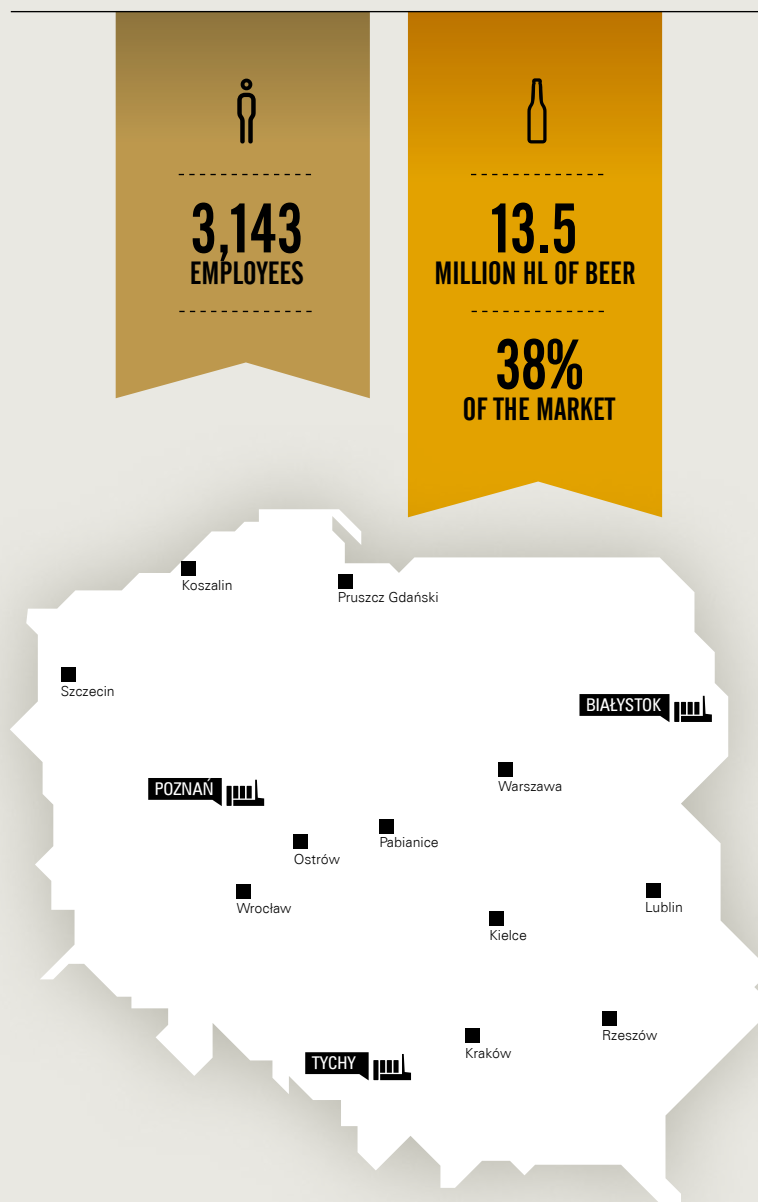 3,143
EMPLOYEES
13.5
MILLION HL OF BEER
38%
OF THE MARKET
Koszalin
Pruszcz Gdański
Szczecin
BIAŁYSTOK
Warszawa
POZNAŃ
Pabianice
Ostrów
Wrocław
Lublin
Kielce
Rzeszów
Kraków
TYCHY